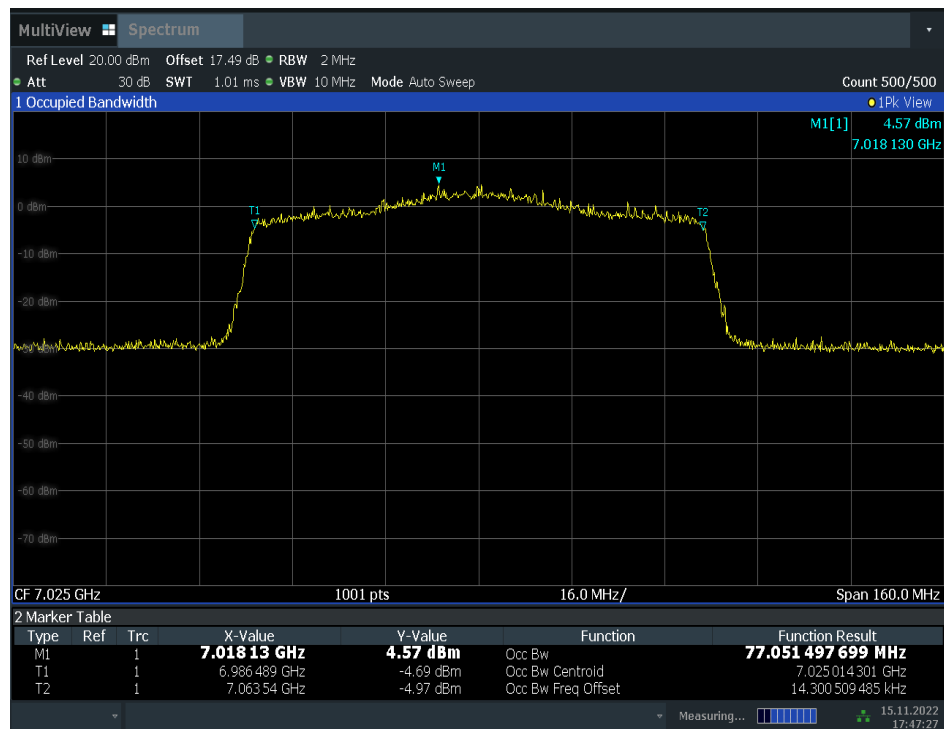 MultiView Spectrum
Ref Level 20.00 dBm Offset 17.49 dB RBW 2 MHz
Att 30 dB SWT 1.01 ms VBW 10 MHz Mode Auto Sweep Count 500/500
1 Occupied Bandwidth 1Pk View
M1[1] 4.57 dBm
7.018 130 GHz
10 dBm
M1
0 dBm
T1
T2
-10 dBm
-20 dBm
-30 dBm
-40 dBm
-50 dBm
-60 dBm
-70 dBm
CF 7.025 GHz 1001 pts 16.0 MHz/ Span 160.0 MHz
2 Marker Table
Type Ref Trc X-Value Y-Value Function Function Result
M1 1 7.018 13 GHz 4.57 dBm Occ Bw 77.051 497 699 MHz
T1 1 6.986 489 GHz -4.69 dBm Occ Bw Centroid 7.025 014 301 GHz
T2 1 7.063 54 GHz -4.97 dBm Occ Bw Freq Offset 14.300 509 485 kHz
Measuring... 15.11.2022
17:47:27